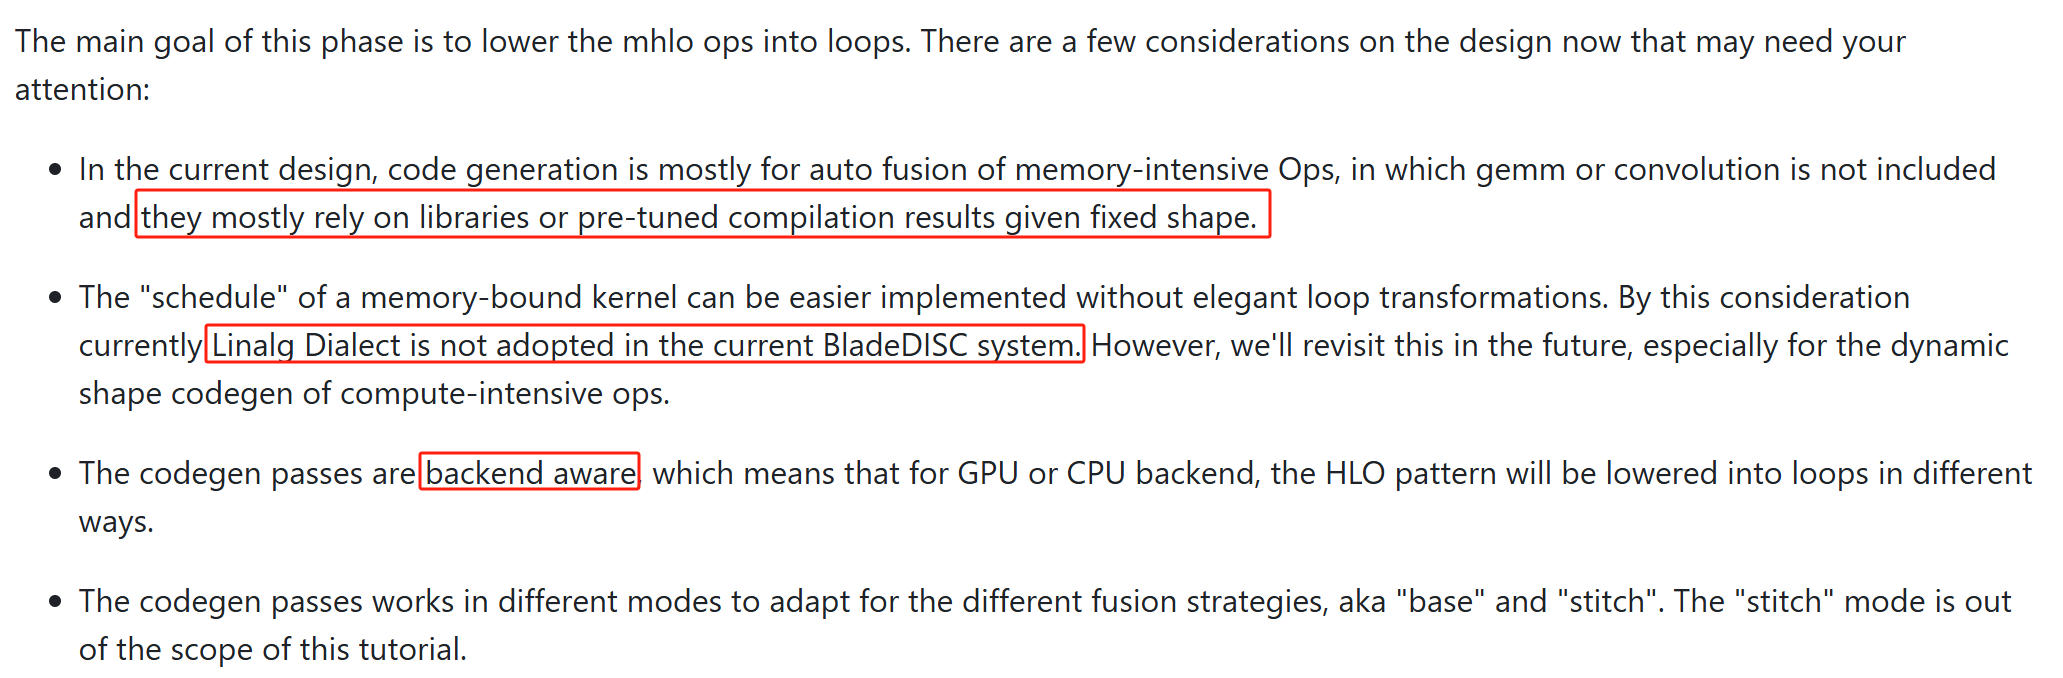 The main goal of this phase is to lower the mhlo ops into loops. There are a few considerations on the design now that may need your
attention:
• In the current design, code generation is mostly for auto fusion of memory-intensive Ops, in which gemm or convolution is not included
and they mostly rely on libraries or pre-tuned compilation results given fixed shape.
• The "schedule" of a memory-bound kernel can be easier implemented without elegant loop transformations. By this consideration
currently Linalg Dialect is not adopted in the current BladeDISC system. However, we'll revisit this in the future, especially for the dynamic
shape codegen of compute-intensive ops.
• The codegen passes are backend aware, which means that for GPU or CPU backend, the HLO pattern will be lowered into loops in different
ways.
• The codegen passes works in different modes to adapt for the different fusion strategies, aka "base" and "stitch". The "stitch" mode is out
of the scope of this tutorial.